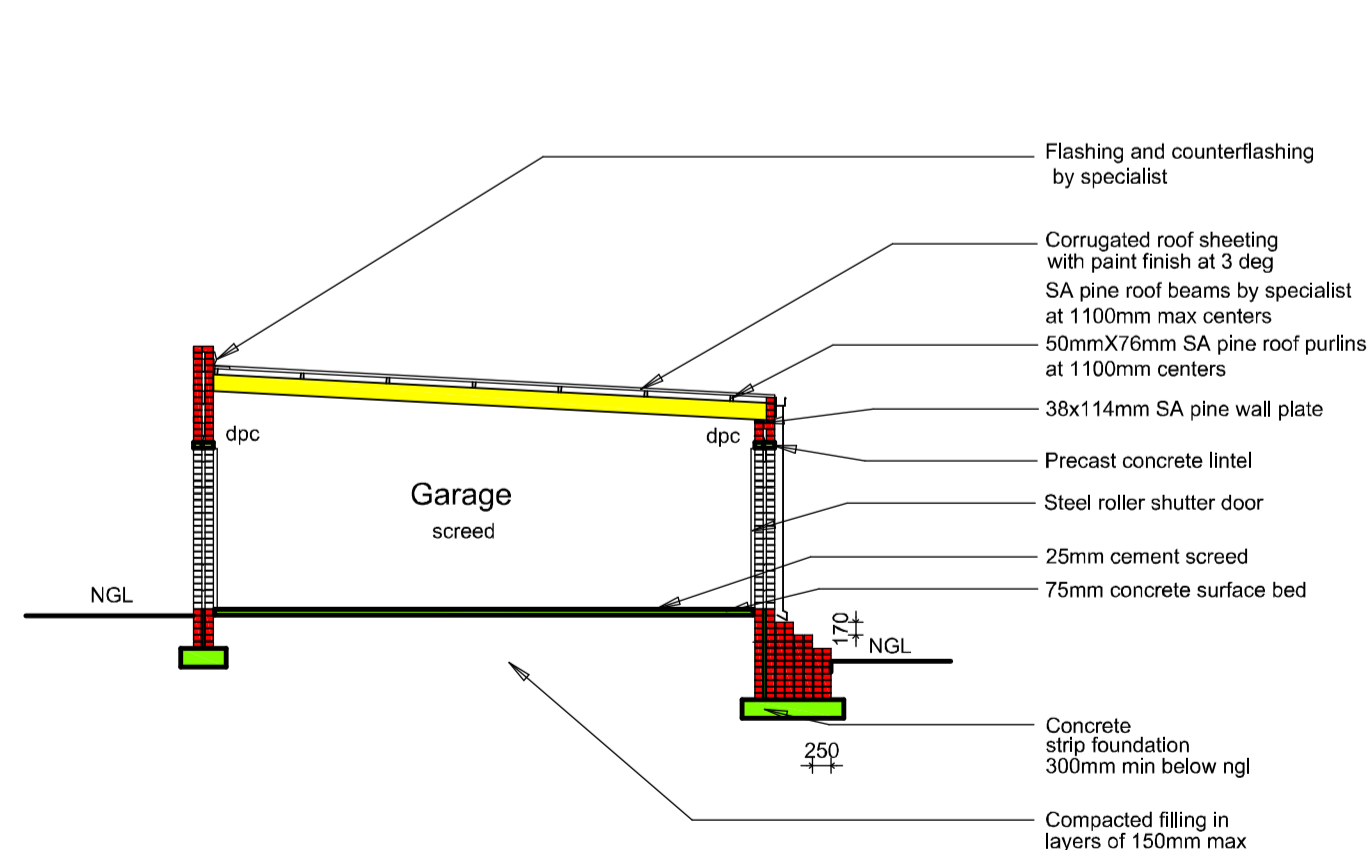 Flashing and counterflashing
by specialist
Corrugated roof sheeting
with paint finish at 3 deg
SA pine roof beams by specialist
at 1100mm max centers
50mmX76mm SA pine roof purlins
at 1100mm centers
38x114mm SA pine wall plate
dpc
dpc
Precast concrete lintel
Garage
screed
Steel roller shutter door
25mm cement screed
75mm concrete surface bed
NGL
170
NGL
Concrete
strip foundation
300mm min below ngl
250
Compacted filling in
layers of 150mm max